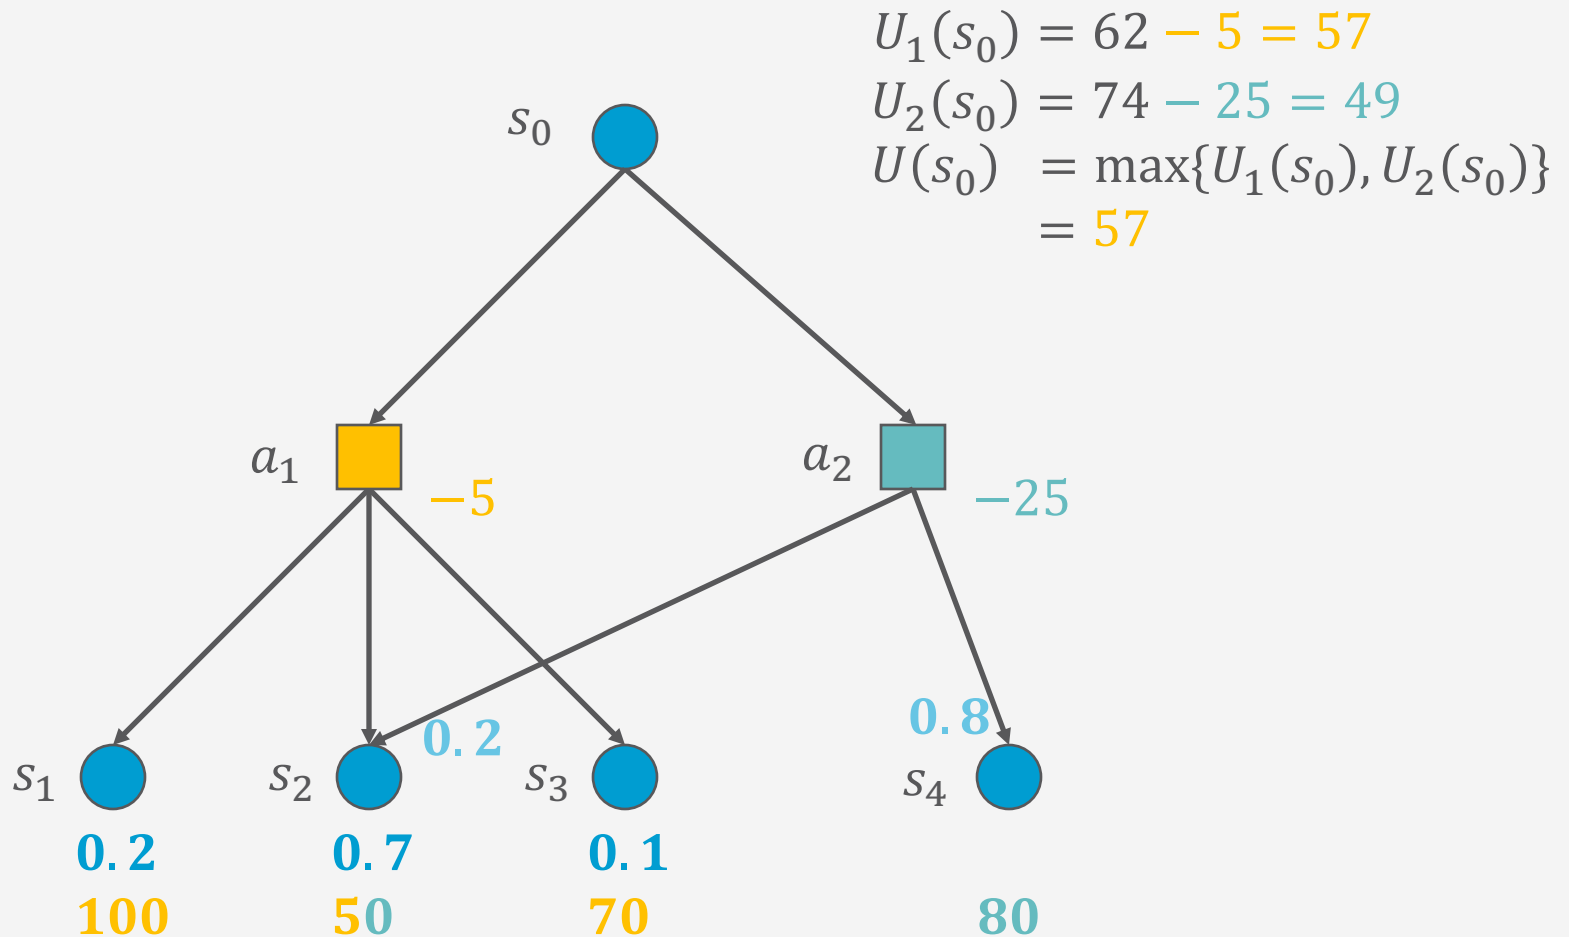 U₁(s₀) = 62 − 5 = 57
U₂(s₀) = 74 − 25 = 49
U(s₀) = max{U₁(s₀), U₂(s₀)}
= 57
s₀
a₁
−5
a₂
−25
0.2
0.8
s₁
s₂
s₃
s₄
0.2 0.7 0.1
100 50 70 80